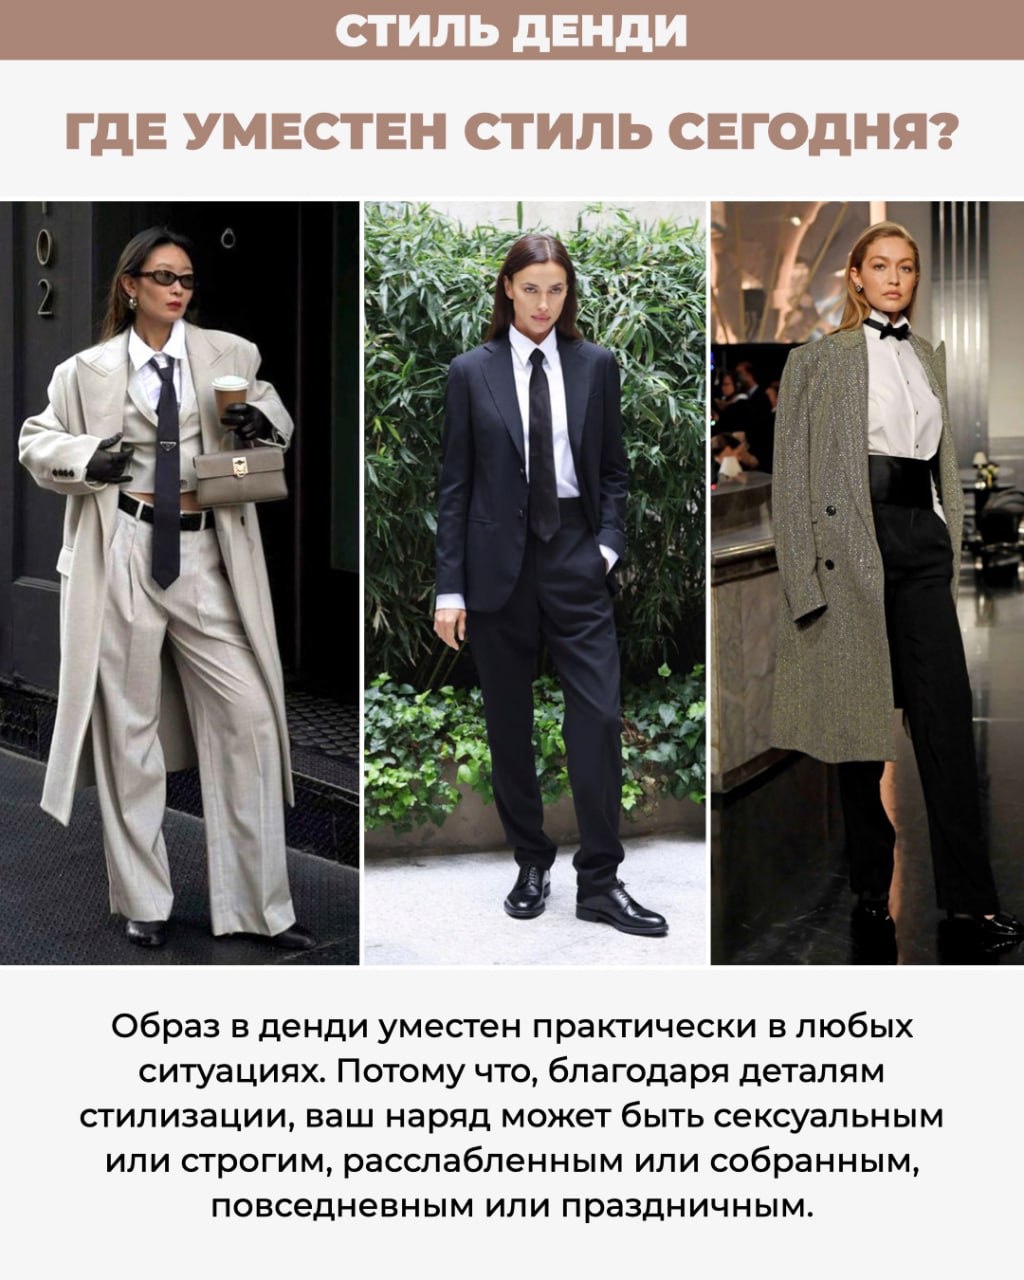 СТИЛЬ ДЕНДИ
ГДЕ УМЕСТЕН СТИЛЬ СЕГОДНЯ?
02
Образ в денди уместен практически в любых
ситуациях. Потому что, благодаря деталям
стилизации, ваш наряд может быть сексуальным
или строгим, расслабленным или собранным,
повседневным или праздничным.